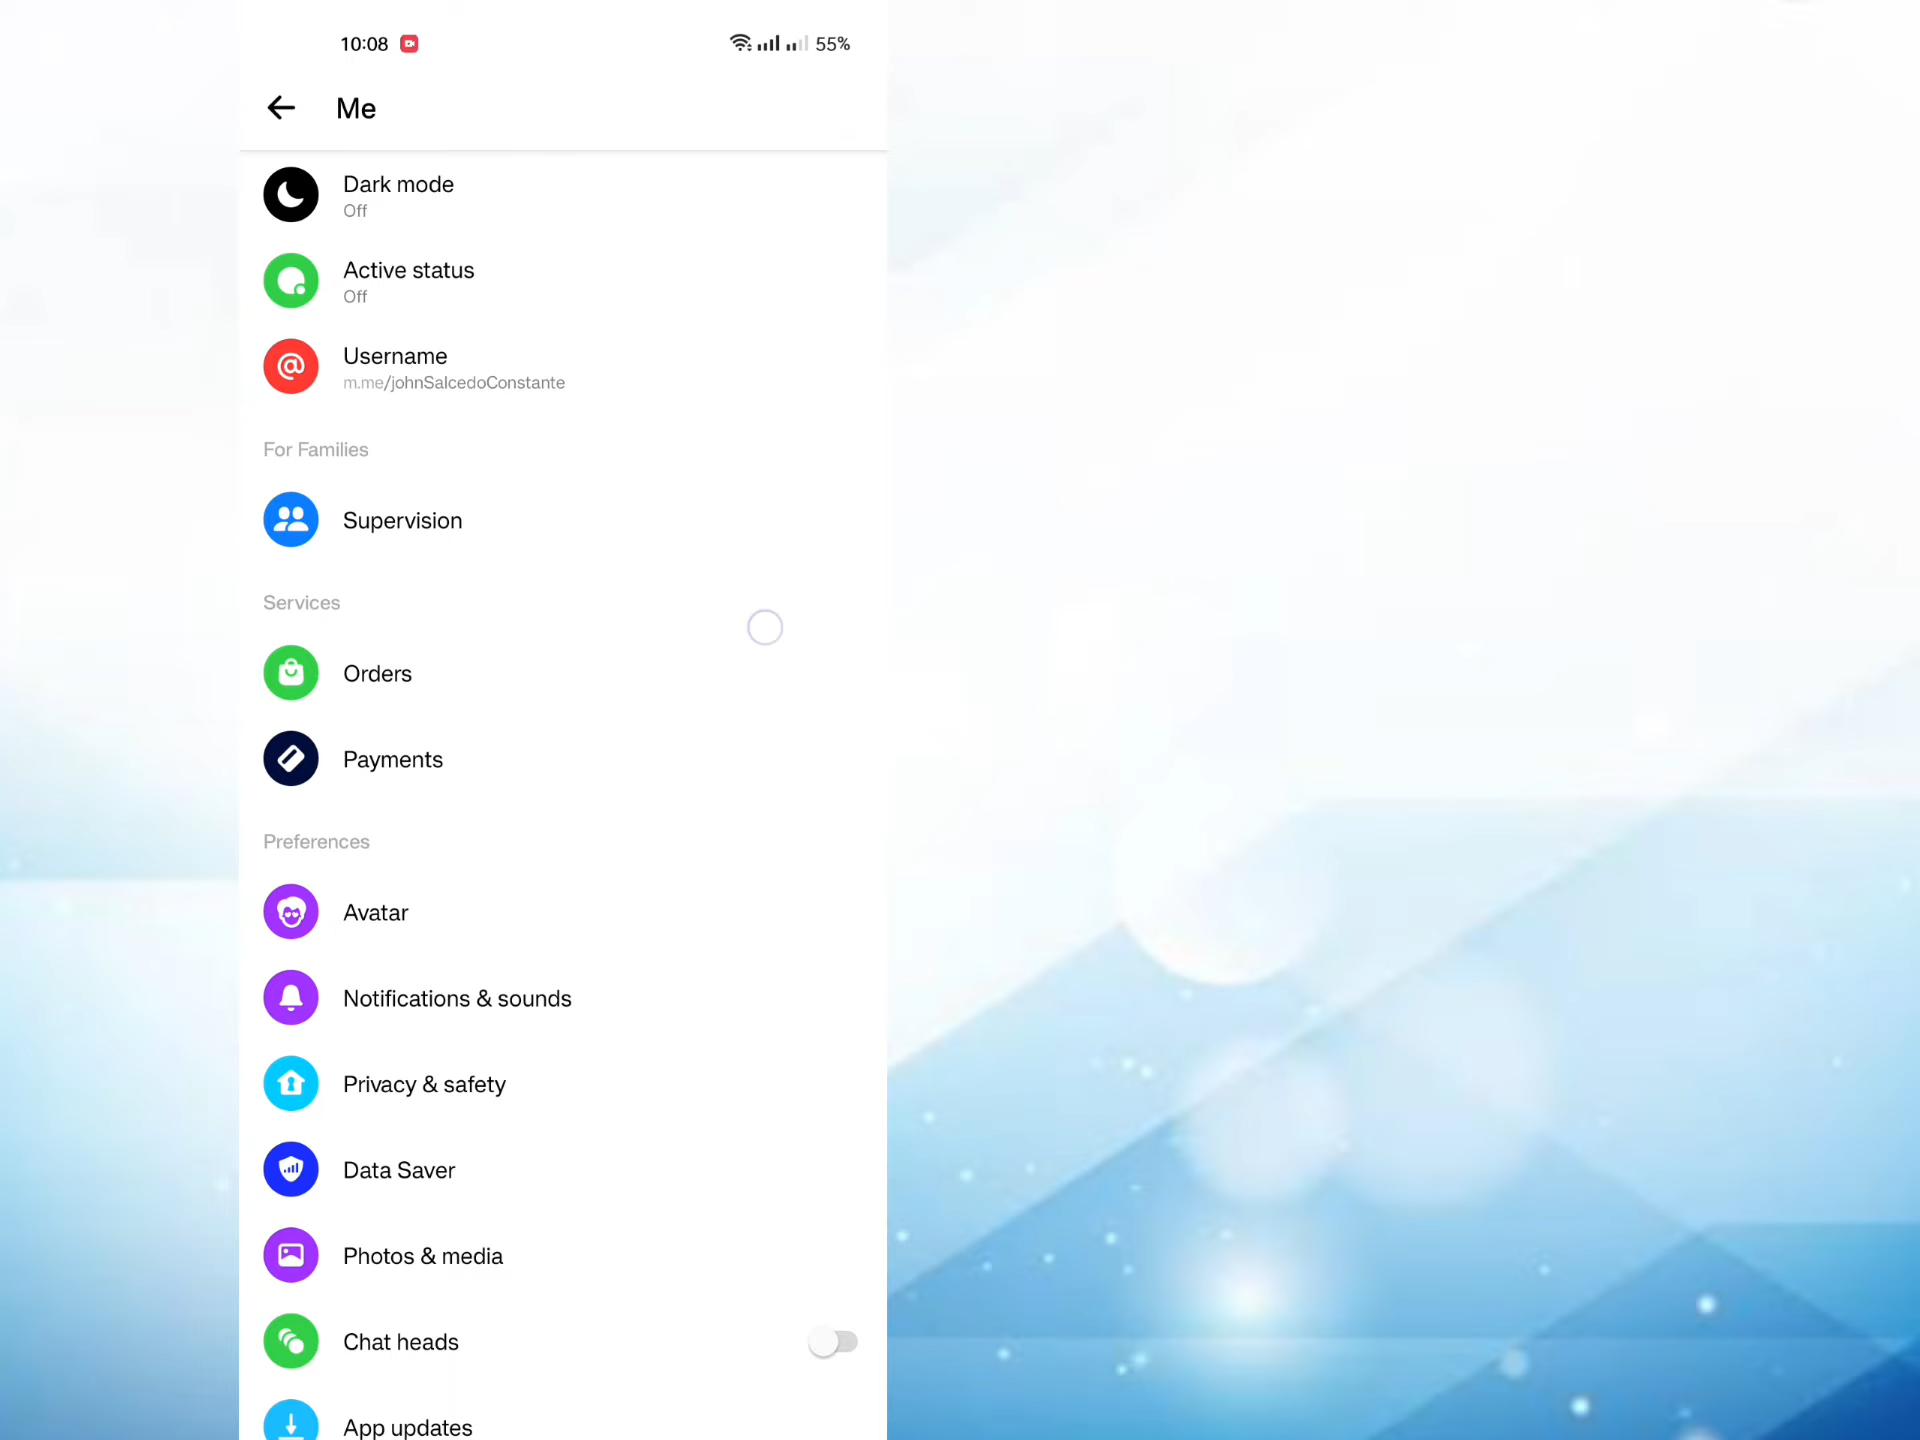 10:08
55%
Me
Dark mode
Off
Active status
Off
Username
m.me/johnSalcedoConstante
For Families
Supervision
Services
Orders
Payments
Preferences
Avatar
Notifications & sounds
Privacy & safety
Data Saver
Photos & media
Chat heads
App updates